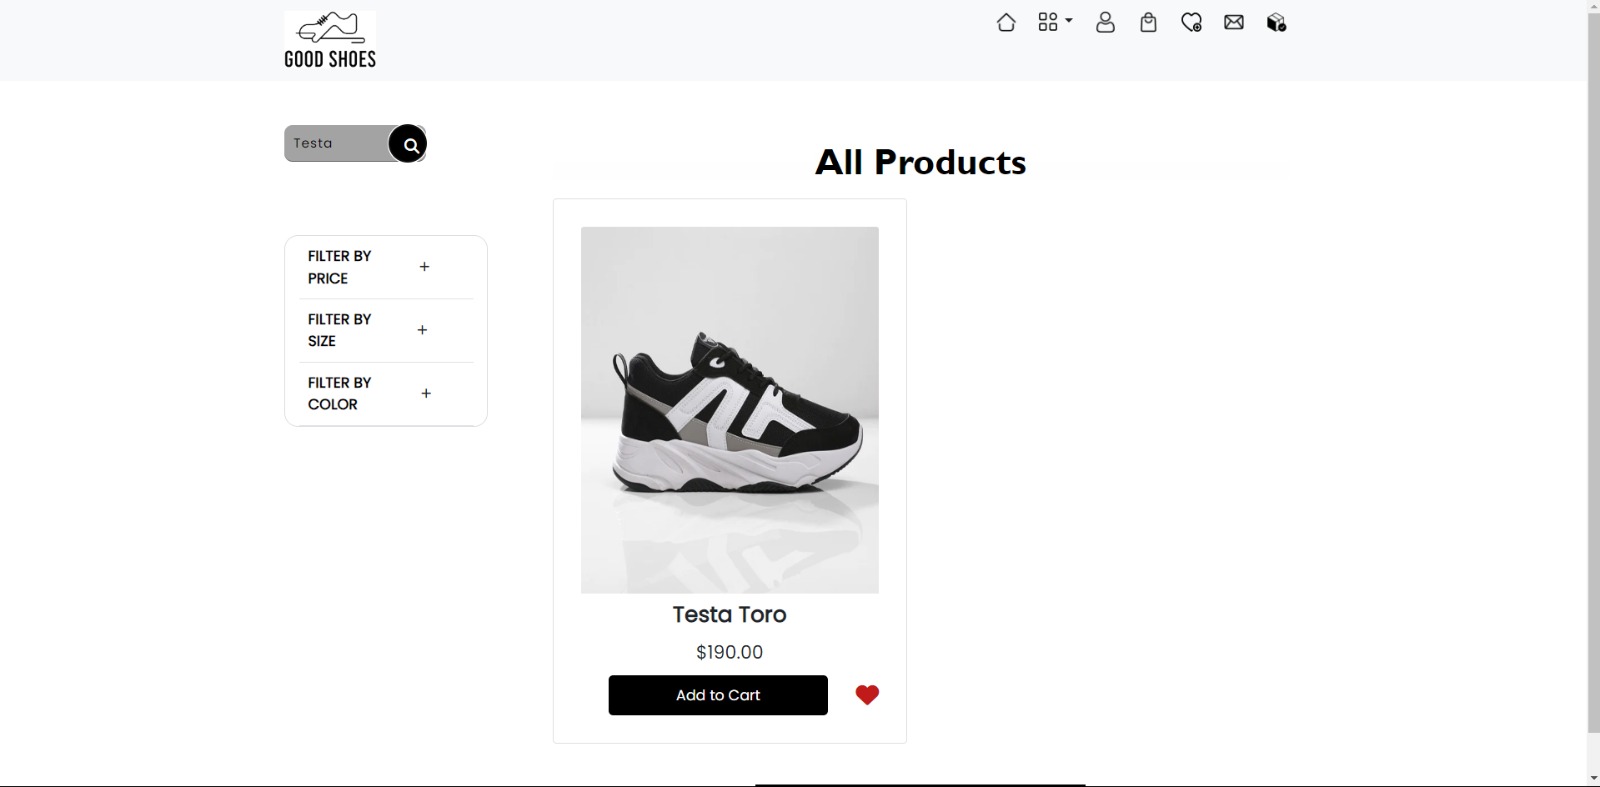 GOOD SHOES
Testa
All Products
FILTER BY
PRICE
+
FILTER BY
SIZE
+
FILTER BY
COLOR
+
Testa Toro
$190.00
Add to Cart